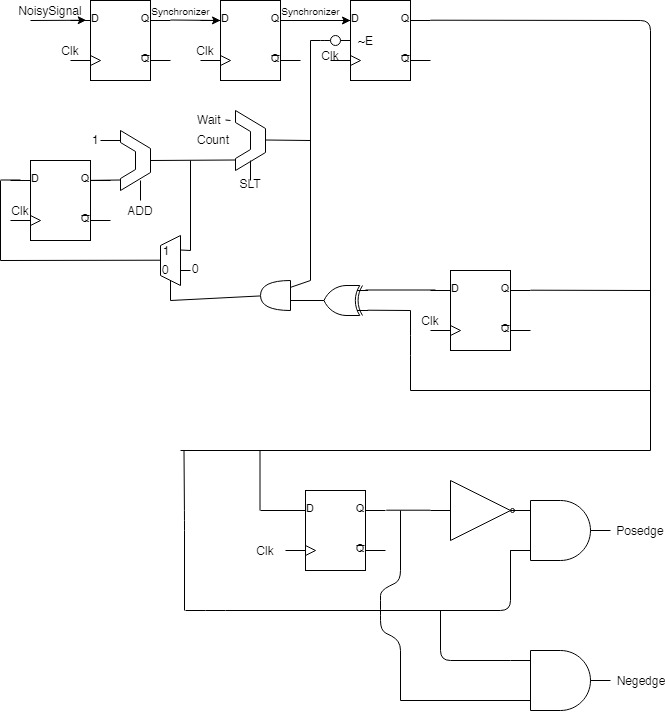 NoisySignal
D
Q
Synchronizer
D
Q
Synchronizer
D
Q
Clk
Q
Clk
Q
Clk
~E
Q
Wait ~
Count
SLT
1
ADD
D
Q
Clk
Q
1
0
0
D
Q
Clk
Q
D
Q
Clk
Q
Posedge
Negedge